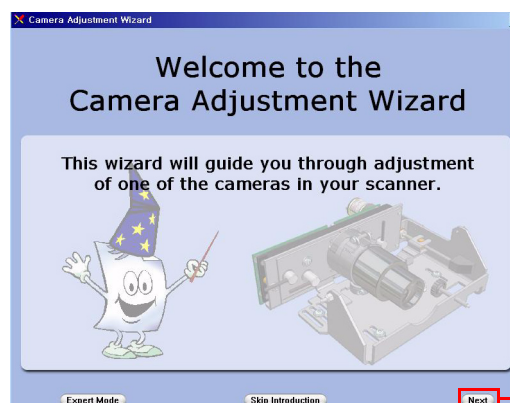 Camera Adjustment Wizard
Welcome to the
Camera Adjustment Wizard
This wizard will guide you through adjustment
of one of the cameras in your scanner.
Expert Mode
Skip Introduction
Next